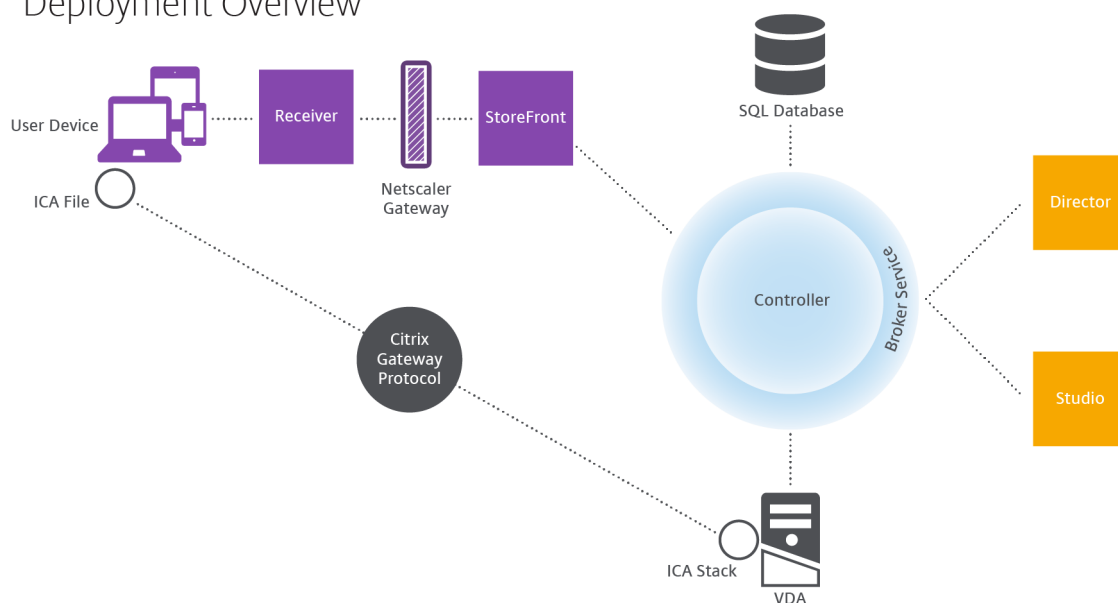 Deployment Overview
SQL Database
User Device
Receiver
StoreFront
Netscaler
Gateway
ICA File
Director
Controller
Broker Service
Citrix
Gateway
Protocol
Studio
ICA Stack
VDA